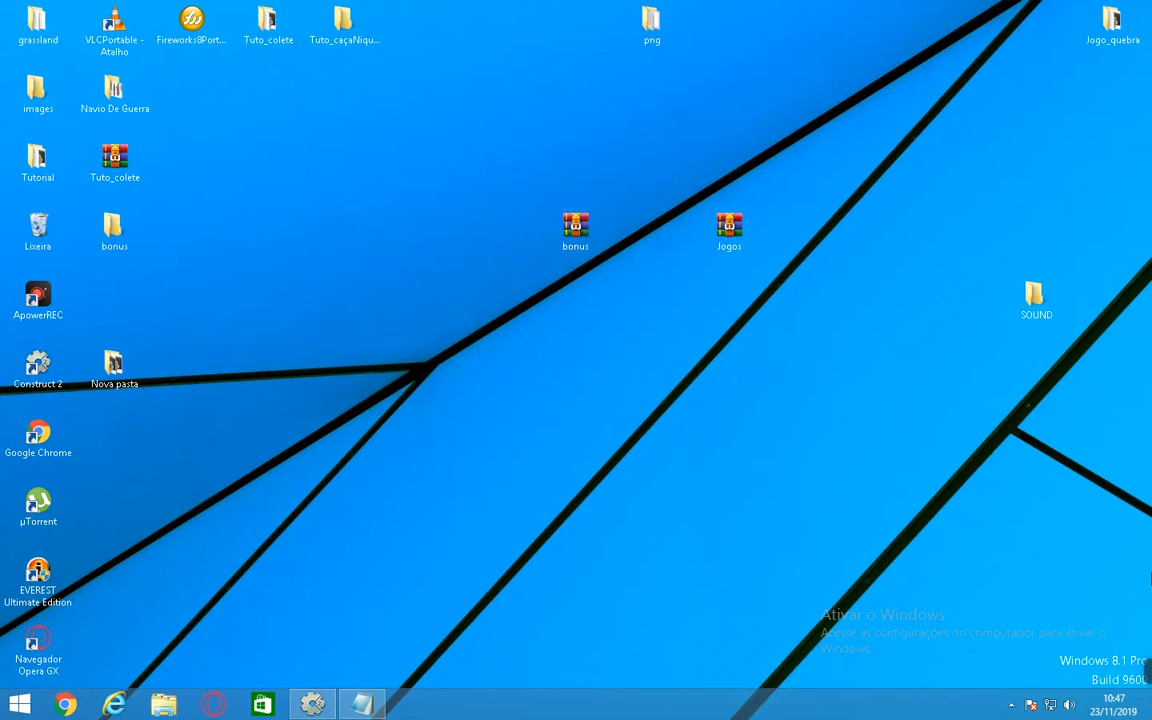 grassland
VLCPortable -
Atalho
Fireworks8Port...
Tuto_colete
Tuto_caçaNiqu...
png
Jogo_quebra
images
Navio De Guerra
Tutorial
Tuto_colete
Lixeira
bonus
bonus
Jogos
ApowerREC
SOUND
Construct 2
Nova pasta
Google Chrome
µTorrent
EVEREST
Ultimate Edition
Navegador
Opera GX
Ativar o Windows
Acesse as configurações do computador para ativar o
Windows.
Windows 8.1 Pro
Build 9600
10:47
23/11/2019